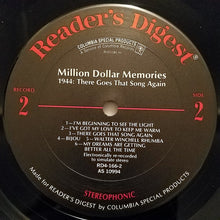 Reader's Digest®
COLUMBIA SPECIAL PRODUCTS
Million Dollar Memories
1944: There Goes That Song Again
RECORD
2
SIDE
2
1—I'M BEGINNING TO SEE THE LIGHT
2—I'VE GOT MY LOVE TO KEEP ME WARM
3—THERE GOES THAT SONG AGAIN
4—BIJOU 5—WALTER WINCHELL RHUMBA
6—MY DREAMS ARE GETTING
BETTER ALL THE TIME
Electronically re-recorded
to simulate stereo
RD4-166-2
AS 10994
STEREOPHONIC
Made for READER'S DIGEST by COLUMBIA SPECIAL PRODUCTS